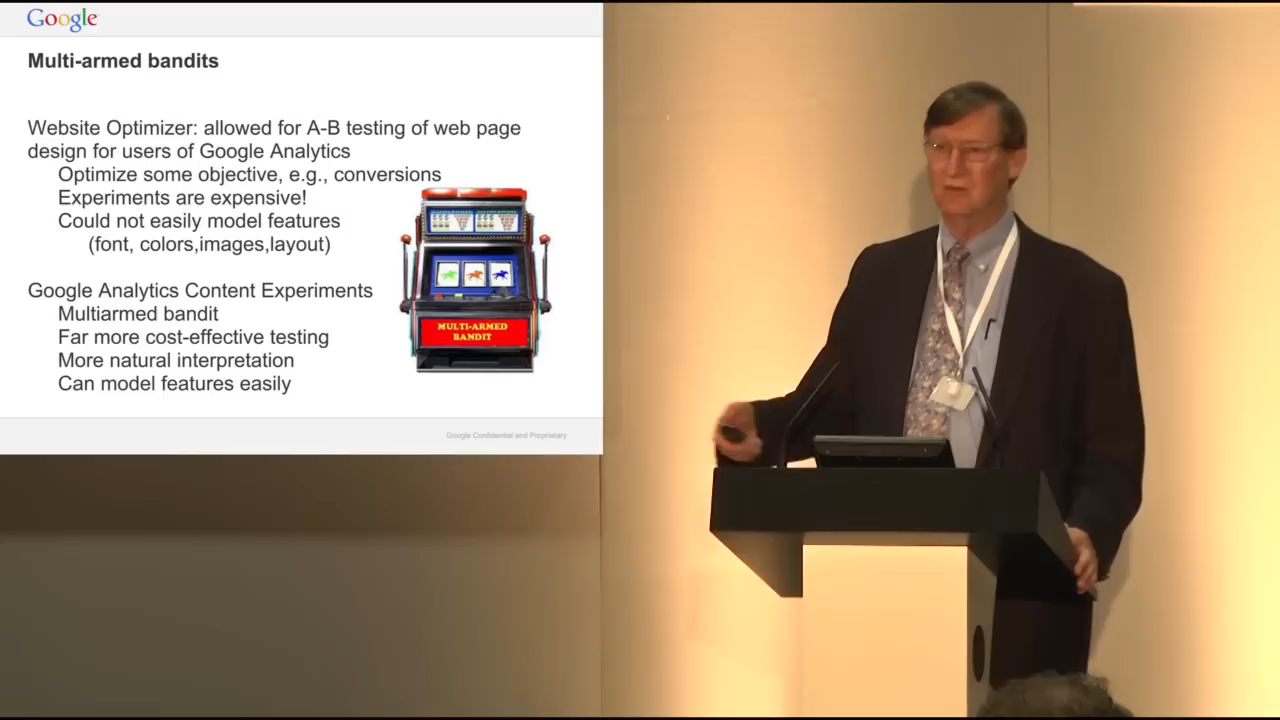 Google
Multi-armed bandits
Website Optimizer: allowed for A-B testing of web page
design for users of Google Analytics
Optimize some objective, e.g., conversions
Experiments are expensive!
Could not easily model features
(font, colors,images,layout)
Google Analytics Content Experiments
Multiarmed bandit
Far more cost-effective testing
More natural interpretation
Can model features easily
MULTI-ARMED
BANDIT
Google Confidential and Proprietary